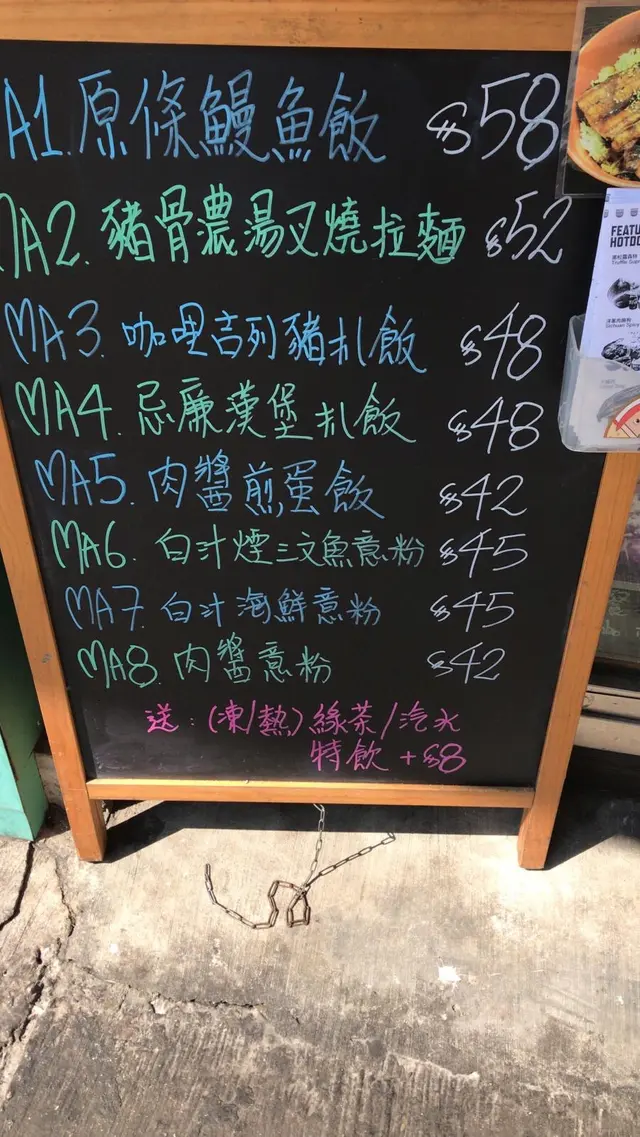 A1. 原條鰻魚飯 $58
MA2. 豬骨濃湯叉燒拉麵 $52
MA3. 咖哩吉列豬扒飯 $48
MA4. 忌廉漢堡扒飯 $48
MA5. 肉醬煎蛋飯 $42
MA6. 白汁煙三文魚意粉 $45
MA7. 白汁海鮮意粉 $45
MA8. 肉醬意粉 $42
送：(凍/熱) 綠茶/汽水
特飲 +$8
FEATU
HOTDO